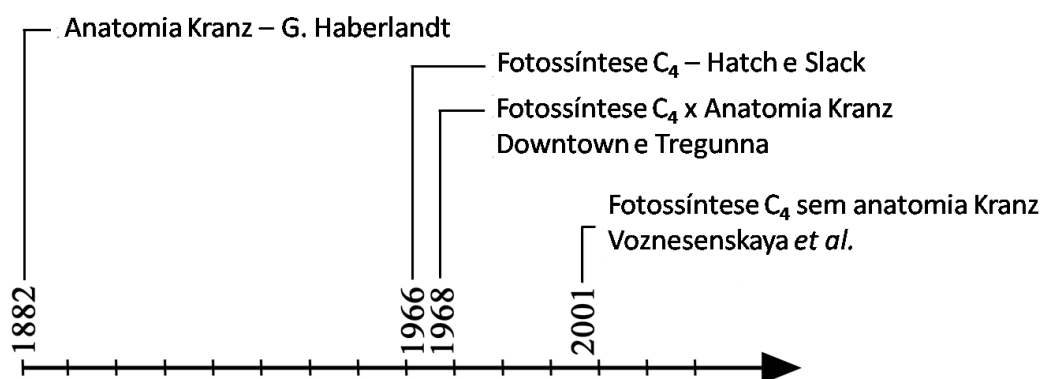 Anatomia Kranz – G. Haberlandt
Fotossíntese C₄ – Hatch e Slack
Fotossíntese C₄ x Anatomia Kranz
Downtown e Tregunna
Fotossíntese C₄ sem anatomia Kranz
Voznesenskaya et al.
1882
1966
1968
2001